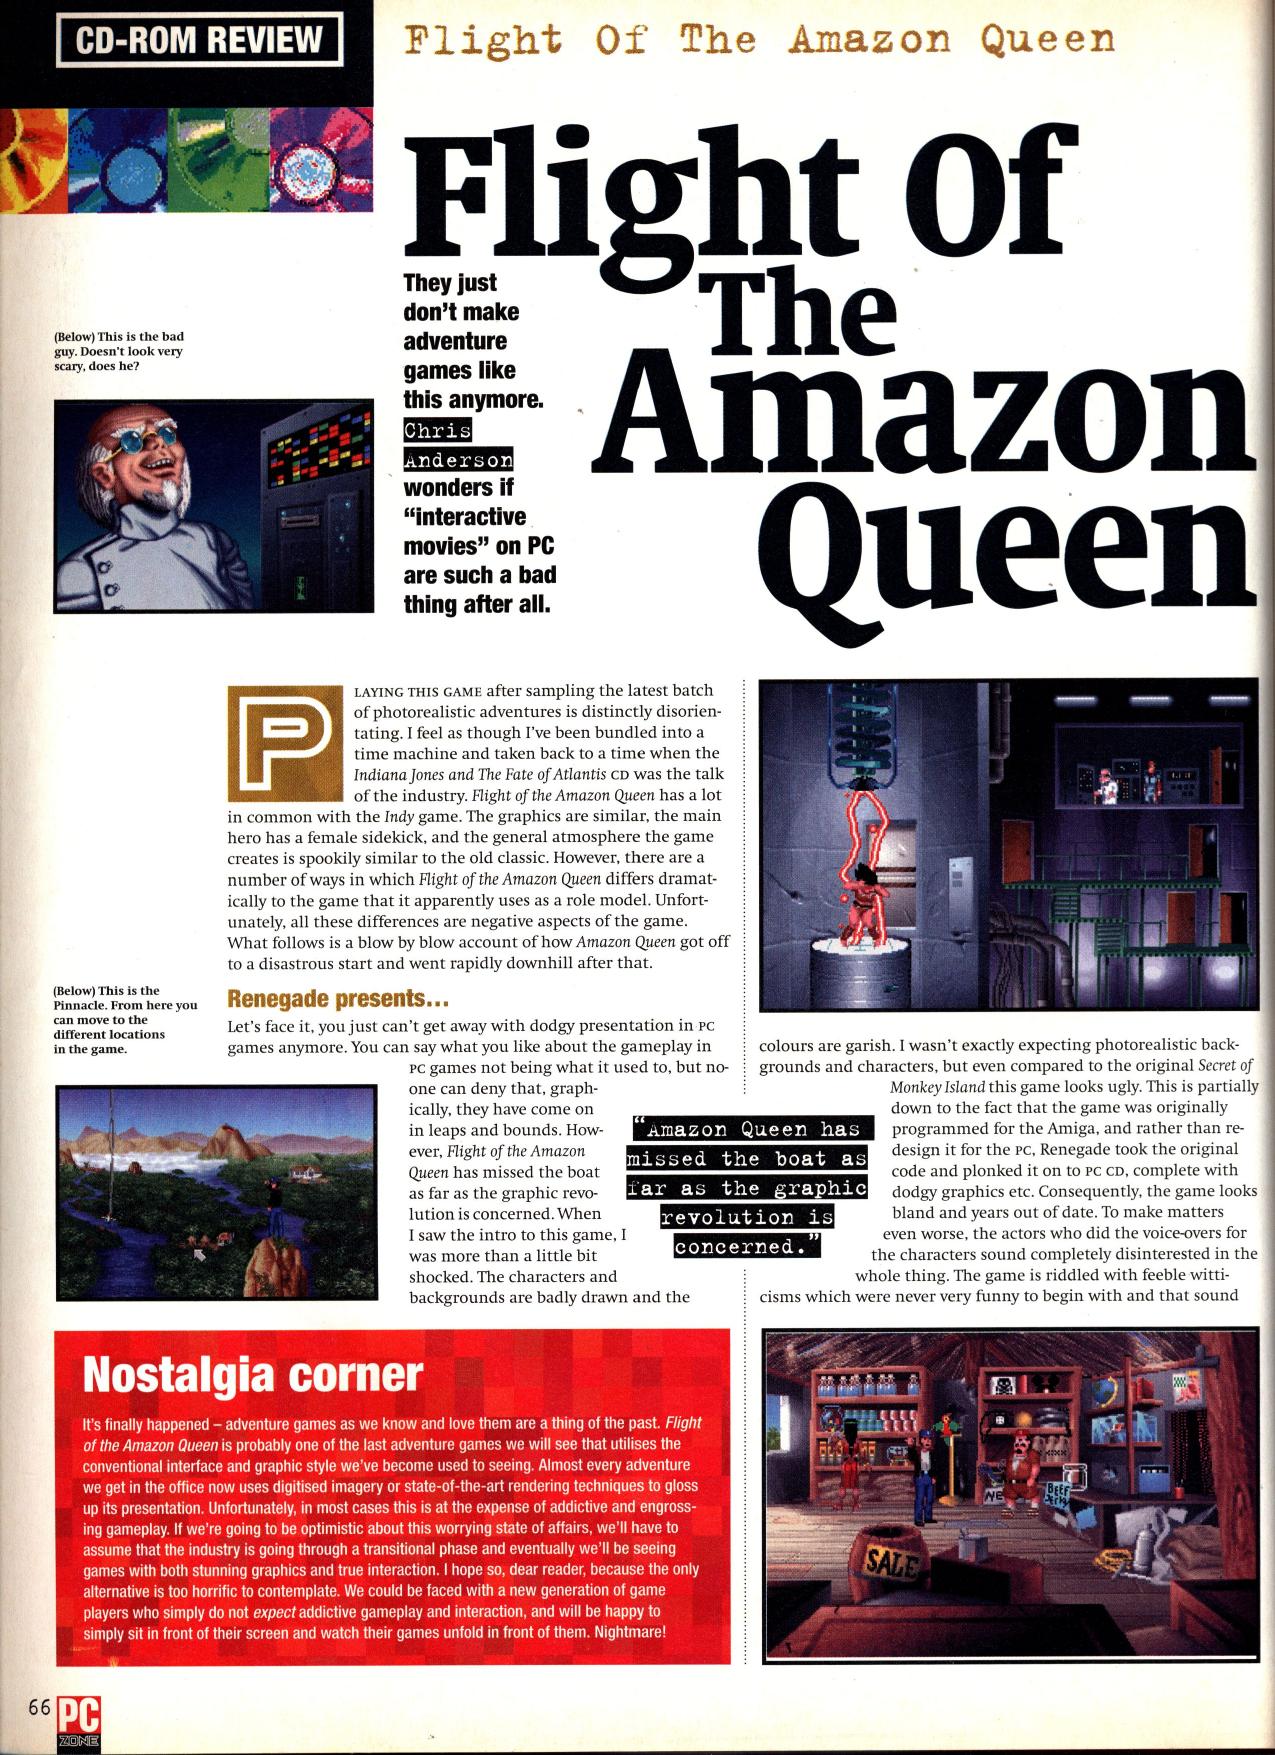 CD-ROM REVIEW
Flight Of The Amazon Queen
Flight Of
The
Amazon
Queen
They just
don't make
adventure
games like
this anymore.
Chris
Anderson
wonders if
“interactive
movies” on PC
are such a bad
thing after all.
(Below) This is the bad
guy. Doesn't look very
scary, does he?
PLAYING THIS GAME after sampling the latest batch
of photorealistic adventures is distinctly disorien-
tating. I feel as though I've been bundled into a
time machine and taken back to a time when the
Indiana Jones and The Fate of Atlantis CD was the talk
of the industry. Flight of the Amazon Queen has a lot
in common with the Indy game. The graphics are similar, the main
hero has a female sidekick, and the general atmosphere the game
creates is spookily similar to the old classic. However, there are a
number of ways in which Flight of the Amazon Queen differs dramat-
ically to the game that it apparently uses as a role model. Unfort-
unately, all these differences are negative aspects of the game.
What follows is a blow by blow account of how Amazon Queen got off
to a disastrous start and went rapidly downhill after that.
(Below) This is the
Pinnacle. From here you
can move to the
different locations
in the game.
Renegade presents...
Let's face it, you just can't get away with dodgy presentation in PC
games anymore. You can say what you like about the gameplay in
PC games not being what it used to, but no-
one can deny that, graph-
ically, they have come on
in leaps and bounds. How-
ever, Flight of the Amazon
Queen has missed the boat
as far as the graphic revo-
lution is concerned. When
I saw the intro to this game, I
was more than a little bit
shocked. The characters and
backgrounds are badly drawn and the
“Amazon Queen has
missed the boat as
far as the graphic
revolution is
concerned.”
colours are garish. I wasn't exactly expecting photorealistic back-
grounds and characters, but even compared to the original Secret of
Monkey Island this game looks ugly. This is partially
down to the fact that the game was originally
programmed for the Amiga, and rather than re-
design it for the PC, Renegade took the original
code and plonked it on to PC CD, complete with
dodgy graphics etc. Consequently, the game looks
bland and years out of date. To make matters
even worse, the actors who did the voice-overs for
the characters sound completely disinterested in the
whole thing. The game is riddled with feeble witti-
cisms which were never very funny to begin with and that sound
Nostalgia corner
It's finally happened – adventure games as we know and love them are a thing of the past. Flight
of the Amazon Queen is probably one of the last adventure games we will see that utilises the
conventional interface and graphic style we've become used to seeing. Almost every adventure
we get in the office now uses digitised imagery or state-of-the-art rendering techniques to gloss
up its presentation. Unfortunately, in most cases this is at the expense of addictive and engross-
ing gameplay. If we're going to be optimistic about this worrying state of affairs, we'll have to
assume that the industry is going through a transitional phase and eventually we'll be seeing
games with both stunning graphics and true interaction. I hope so, dear reader, because the only
alternative is too horrific to contemplate. We could be faced with a new generation of game
players who simply do not expect addictive gameplay and interaction, and will be happy to
simply sit in front of their screen and watch their games unfold in front of them. Nightmare!
NE
BEEF
JERKY
SALE
66
PC
ZONE